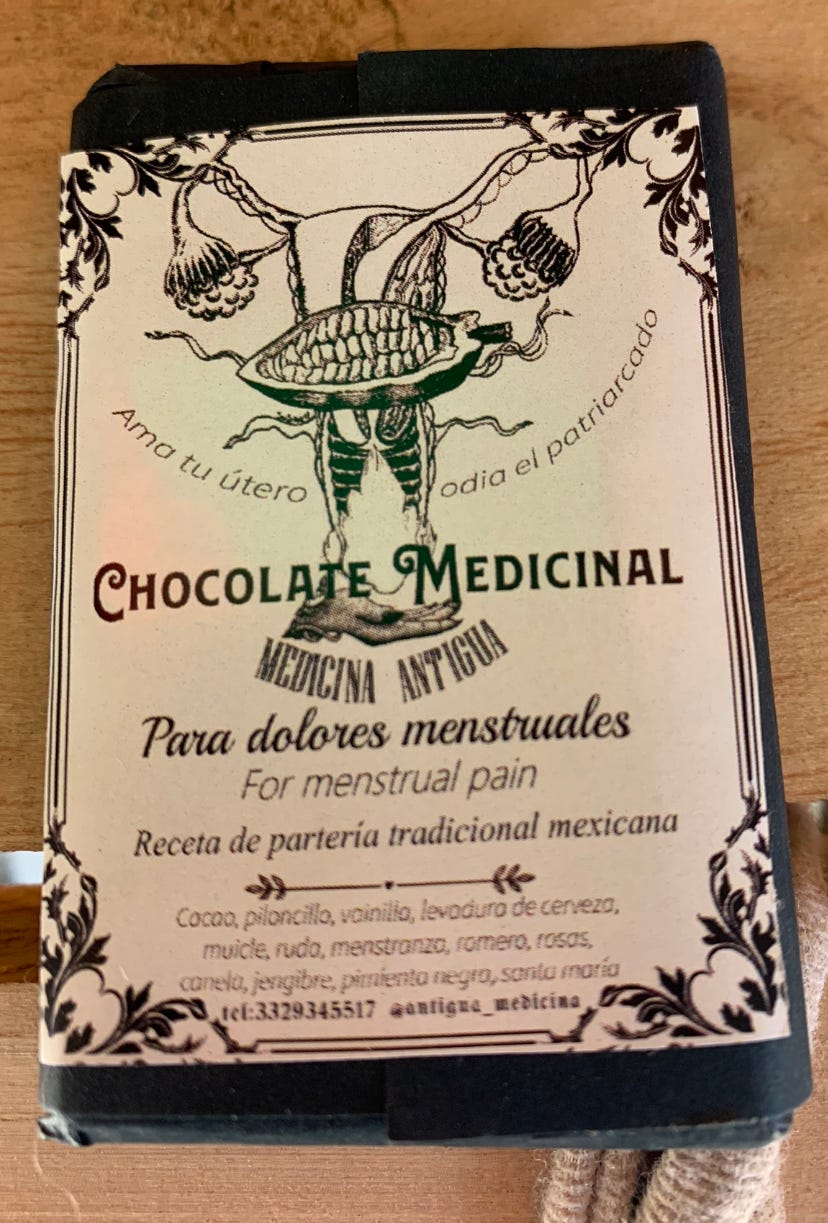 Ama tu útero odia el patriarcado
CHOCOLATE MEDICINAL
MEDICINA ANTIGUA
Para dolores menstruales
For menstrual pain
Receta de partería tradicional mexicana
Cacao, piloncillo, vainilla, levadura de cerveza,
muicle, ruda, menstranza, romero, rosas,
canela, jengibre, pimienta negra, santa maría
tel:3329345517 @antigua_medicina